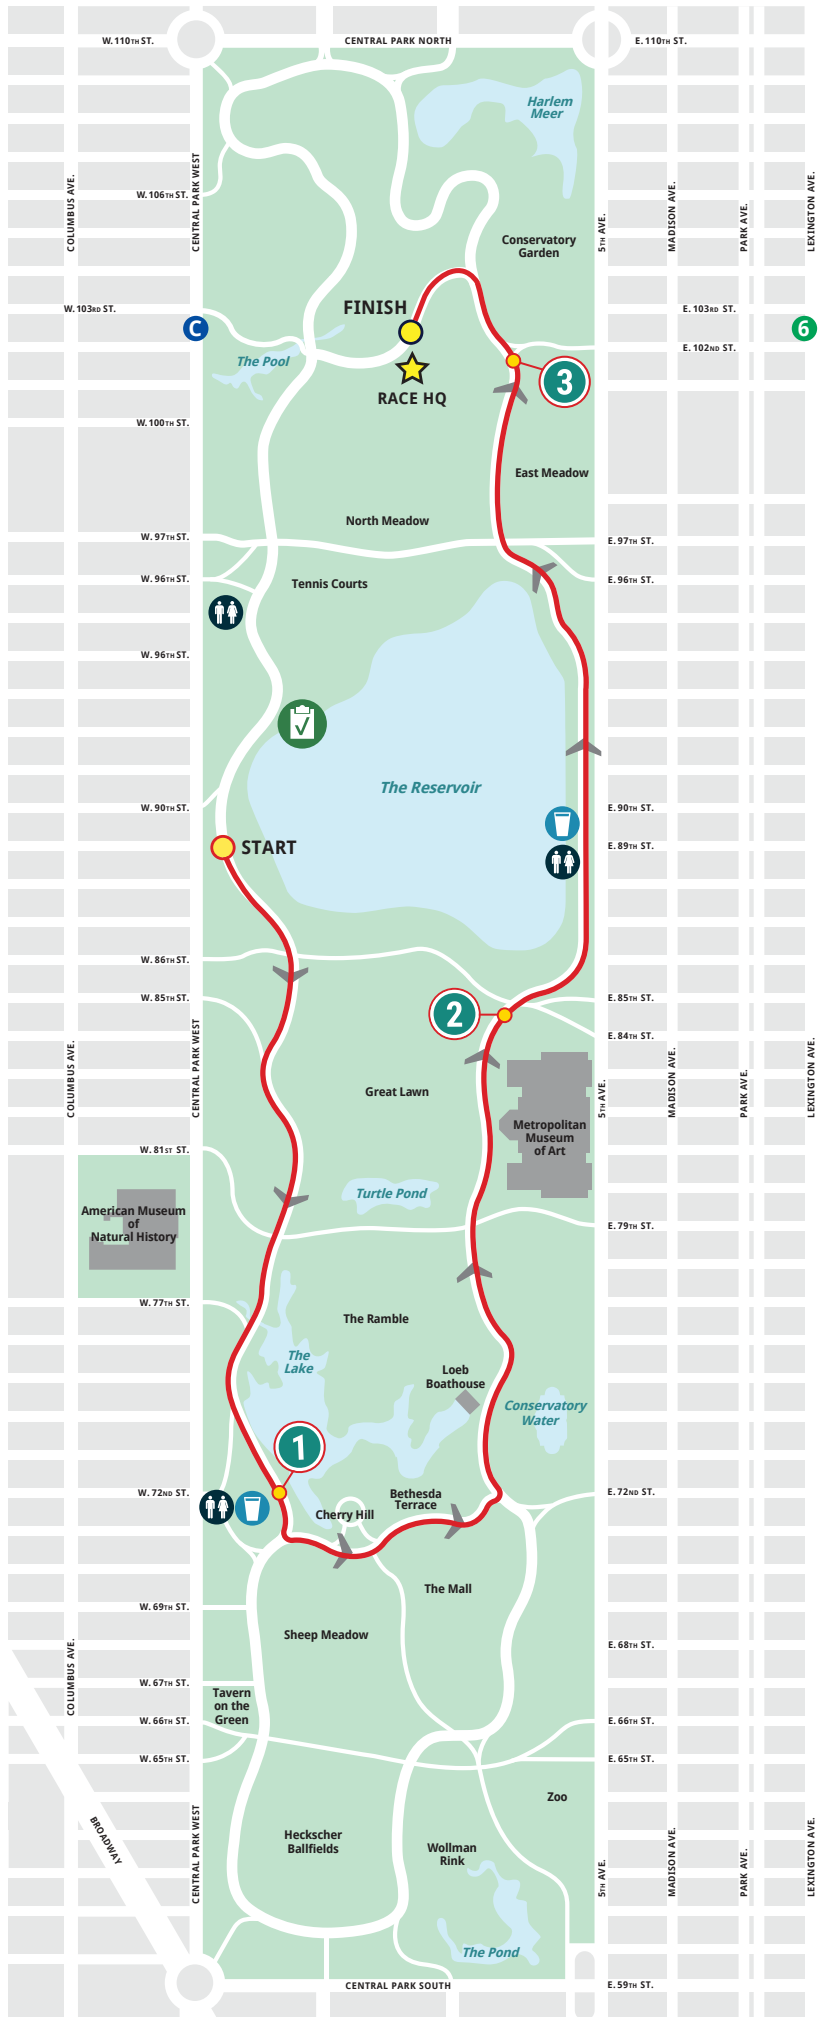 W. 110TH ST.
CENTRAL PARK NORTH
E. 110TH ST.
Harlem
Meer
COLUMBUS AVE.
CENTRAL PARK WEST
W. 106TH ST.
5TH AVE.
MADISON AVE.
PARK AVE.
LEXINGTON AVE.
Conservatory
Garden
W. 103RD ST.
C
FINISH
E. 103RD ST.
6
E. 102ND ST.
The Pool
3
RACE HQ
W. 100TH ST.
East Meadow
North Meadow
W. 97TH ST.
E. 97TH ST.
W. 96TH ST.
Tennis Courts
E. 96TH ST.
W. 96TH ST.
The Reservoir
W. 90TH ST.
E. 90TH ST.
START
E. 89TH ST.
W. 86TH ST.
W. 85TH ST.
E. 85TH ST.
2
E. 84TH ST.
COLUMBUS AVE.
CENTRAL PARK WEST
5TH AVE.
MADISON AVE.
PARK AVE.
LEXINGTON AVE.
Great Lawn
Metropolitan
Museum
of Art
W. 81ST ST.
Turtle Pond
American Museum
of
Natural History
E. 79TH ST.
W. 77TH ST.
The Ramble
The
Lake
Loeb
Boathouse
Conservatory
Water
1
W. 72ND ST.
Bethesda
Terrace
E. 72ND ST.
Cherry Hill
The Mall
W. 69TH ST.
Sheep Meadow
E. 68TH ST.
COLUMBUS AVE.
W. 67TH ST.
Tavern
on the
Green
W. 66TH ST.
E. 66TH ST.
W. 65TH ST.
E. 65TH ST.
Zoo
BROADWAY
CENTRAL PARK WEST
Heckscher
Ballfields
Wollman
Rink
5TH AVE.
MADISON AVE.
PARK AVE.
LEXINGTON AVE.
The Pond
CENTRAL PARK SOUTH
E. 59TH ST.